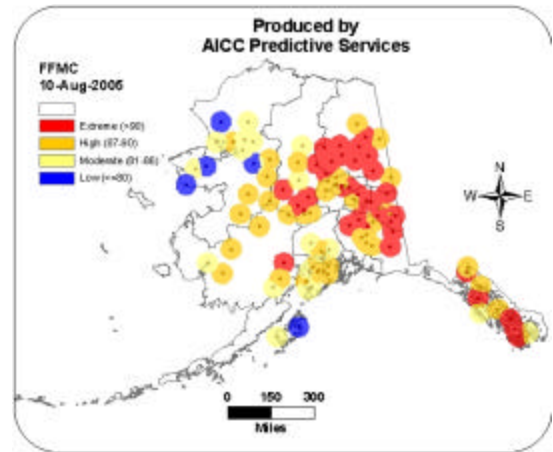 Produced by
AICC Predictive Services
FFMC
10-Aug-2005
Extreme (>90)
High (87-90)
Moderate (81-86)
Low (<=80)
N
W E
S
0 150 300
Miles